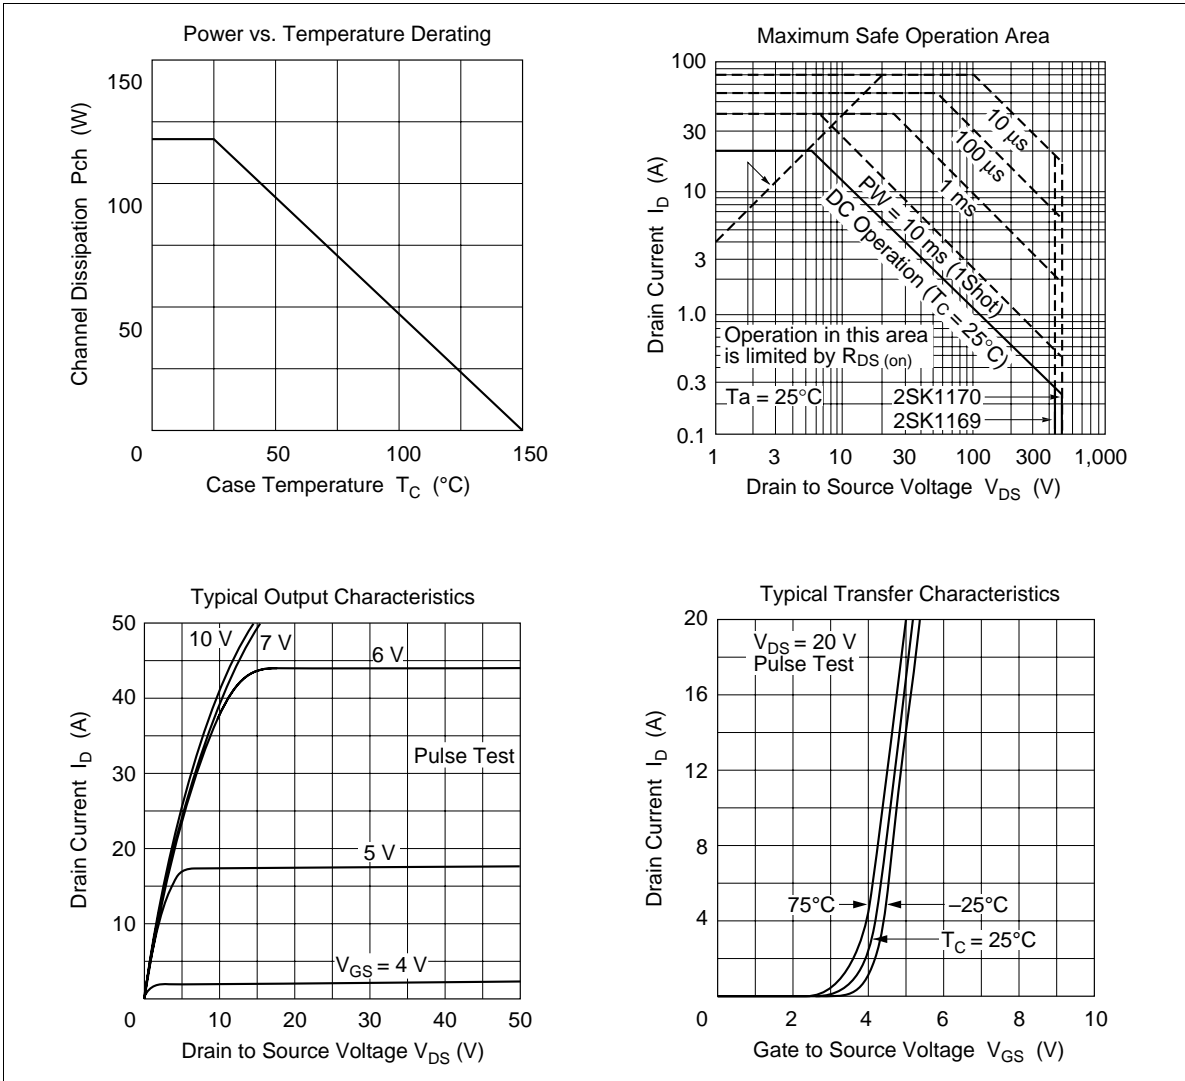 Power vs. Temperature Derating
Channel Dissipation Pch (W)
150
100
50
0
50
100
150
Case Temperature T_C (°C)
Maximum Safe Operation Area
Drain Current I_D (A)
100
30
10
3
1.0
0.3
0.1
10 µs
100 µs
1 ms
PW = 10 ms (1Shot)
DC Operation (Tc = 25°C)
Operation in this area
is limited by R_DS (on)
Ta = 25°C
2SK1170
2SK1169
1
3
10
30
100
300
1,000
Drain to Source Voltage V_DS (V)
Typical Output Characteristics
Drain Current I_D (A)
50
40
30
20
10
0
10 V
7 V
6 V
Pulse Test
5 V
V_GS = 4 V
10
20
30
40
50
Drain to Source Voltage V_DS (V)
Typical Transfer Characteristics
Drain Current I_D (A)
20
16
12
8
4
0
V_DS = 20 V
Pulse Test
75°C
–25°C
T_C = 25°C
2
4
6
8
10
Gate to Source Voltage V_GS (V)